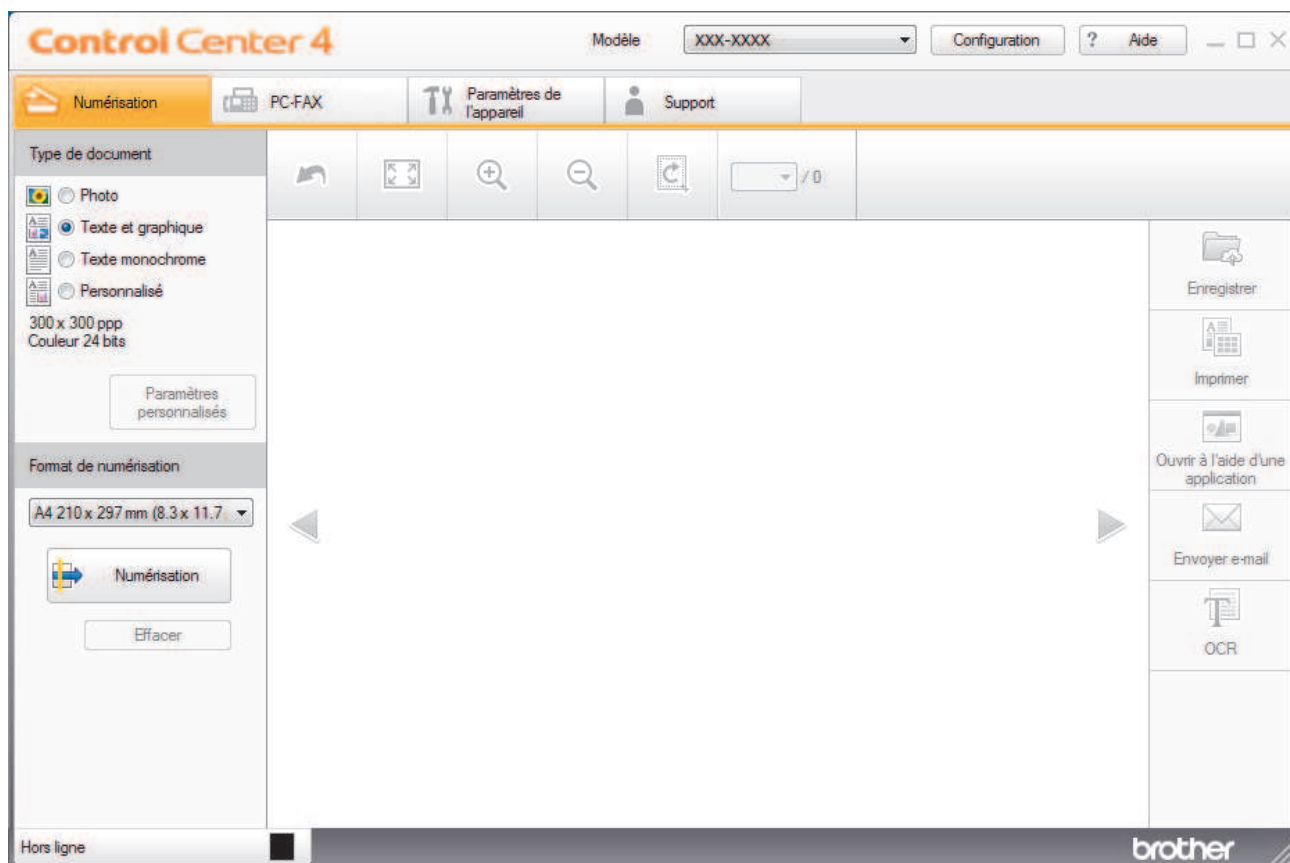 Control Center 4
Modèle
XXX-XXXX
Configuration
? Aide
Numérisation
PC-FAX
Paramètres de
l'appareil
Support
Type de document
Photo
Texte et graphique
Texte monochrome
Personnalisé
300 x 300 ppp
Couleur 24 bits
Paramètres
personnalisés
Format de numérisation
A4 210 x 297 mm (8.3 x 11.7
Numérisation
Effacer
/ 0
Enregistrer
Imprimer
Ouvrir à l'aide d'une
application
Envoyer e-mail
OCR
Hors ligne
brother